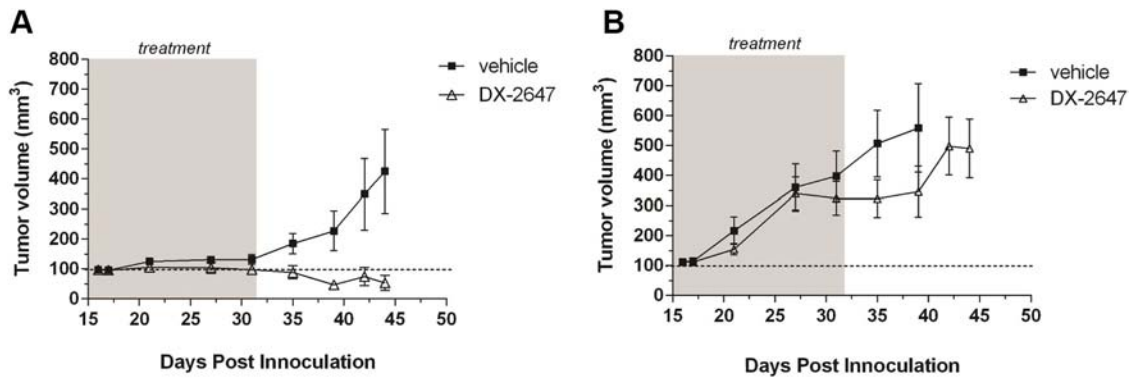 A
treatment
800
700
600
500
400
300
200
100
0
Tumor volume (mm³)
15 20 25 30 35 40 45 50
Days Post Innoculation
vehicle
DX-2647
B
treatment
800
700
600
500
400
300
200
100
0
Tumor volume (mm³)
15 20 25 30 35 40 45 50
Days Post Innoculation
vehicle
DX-2647